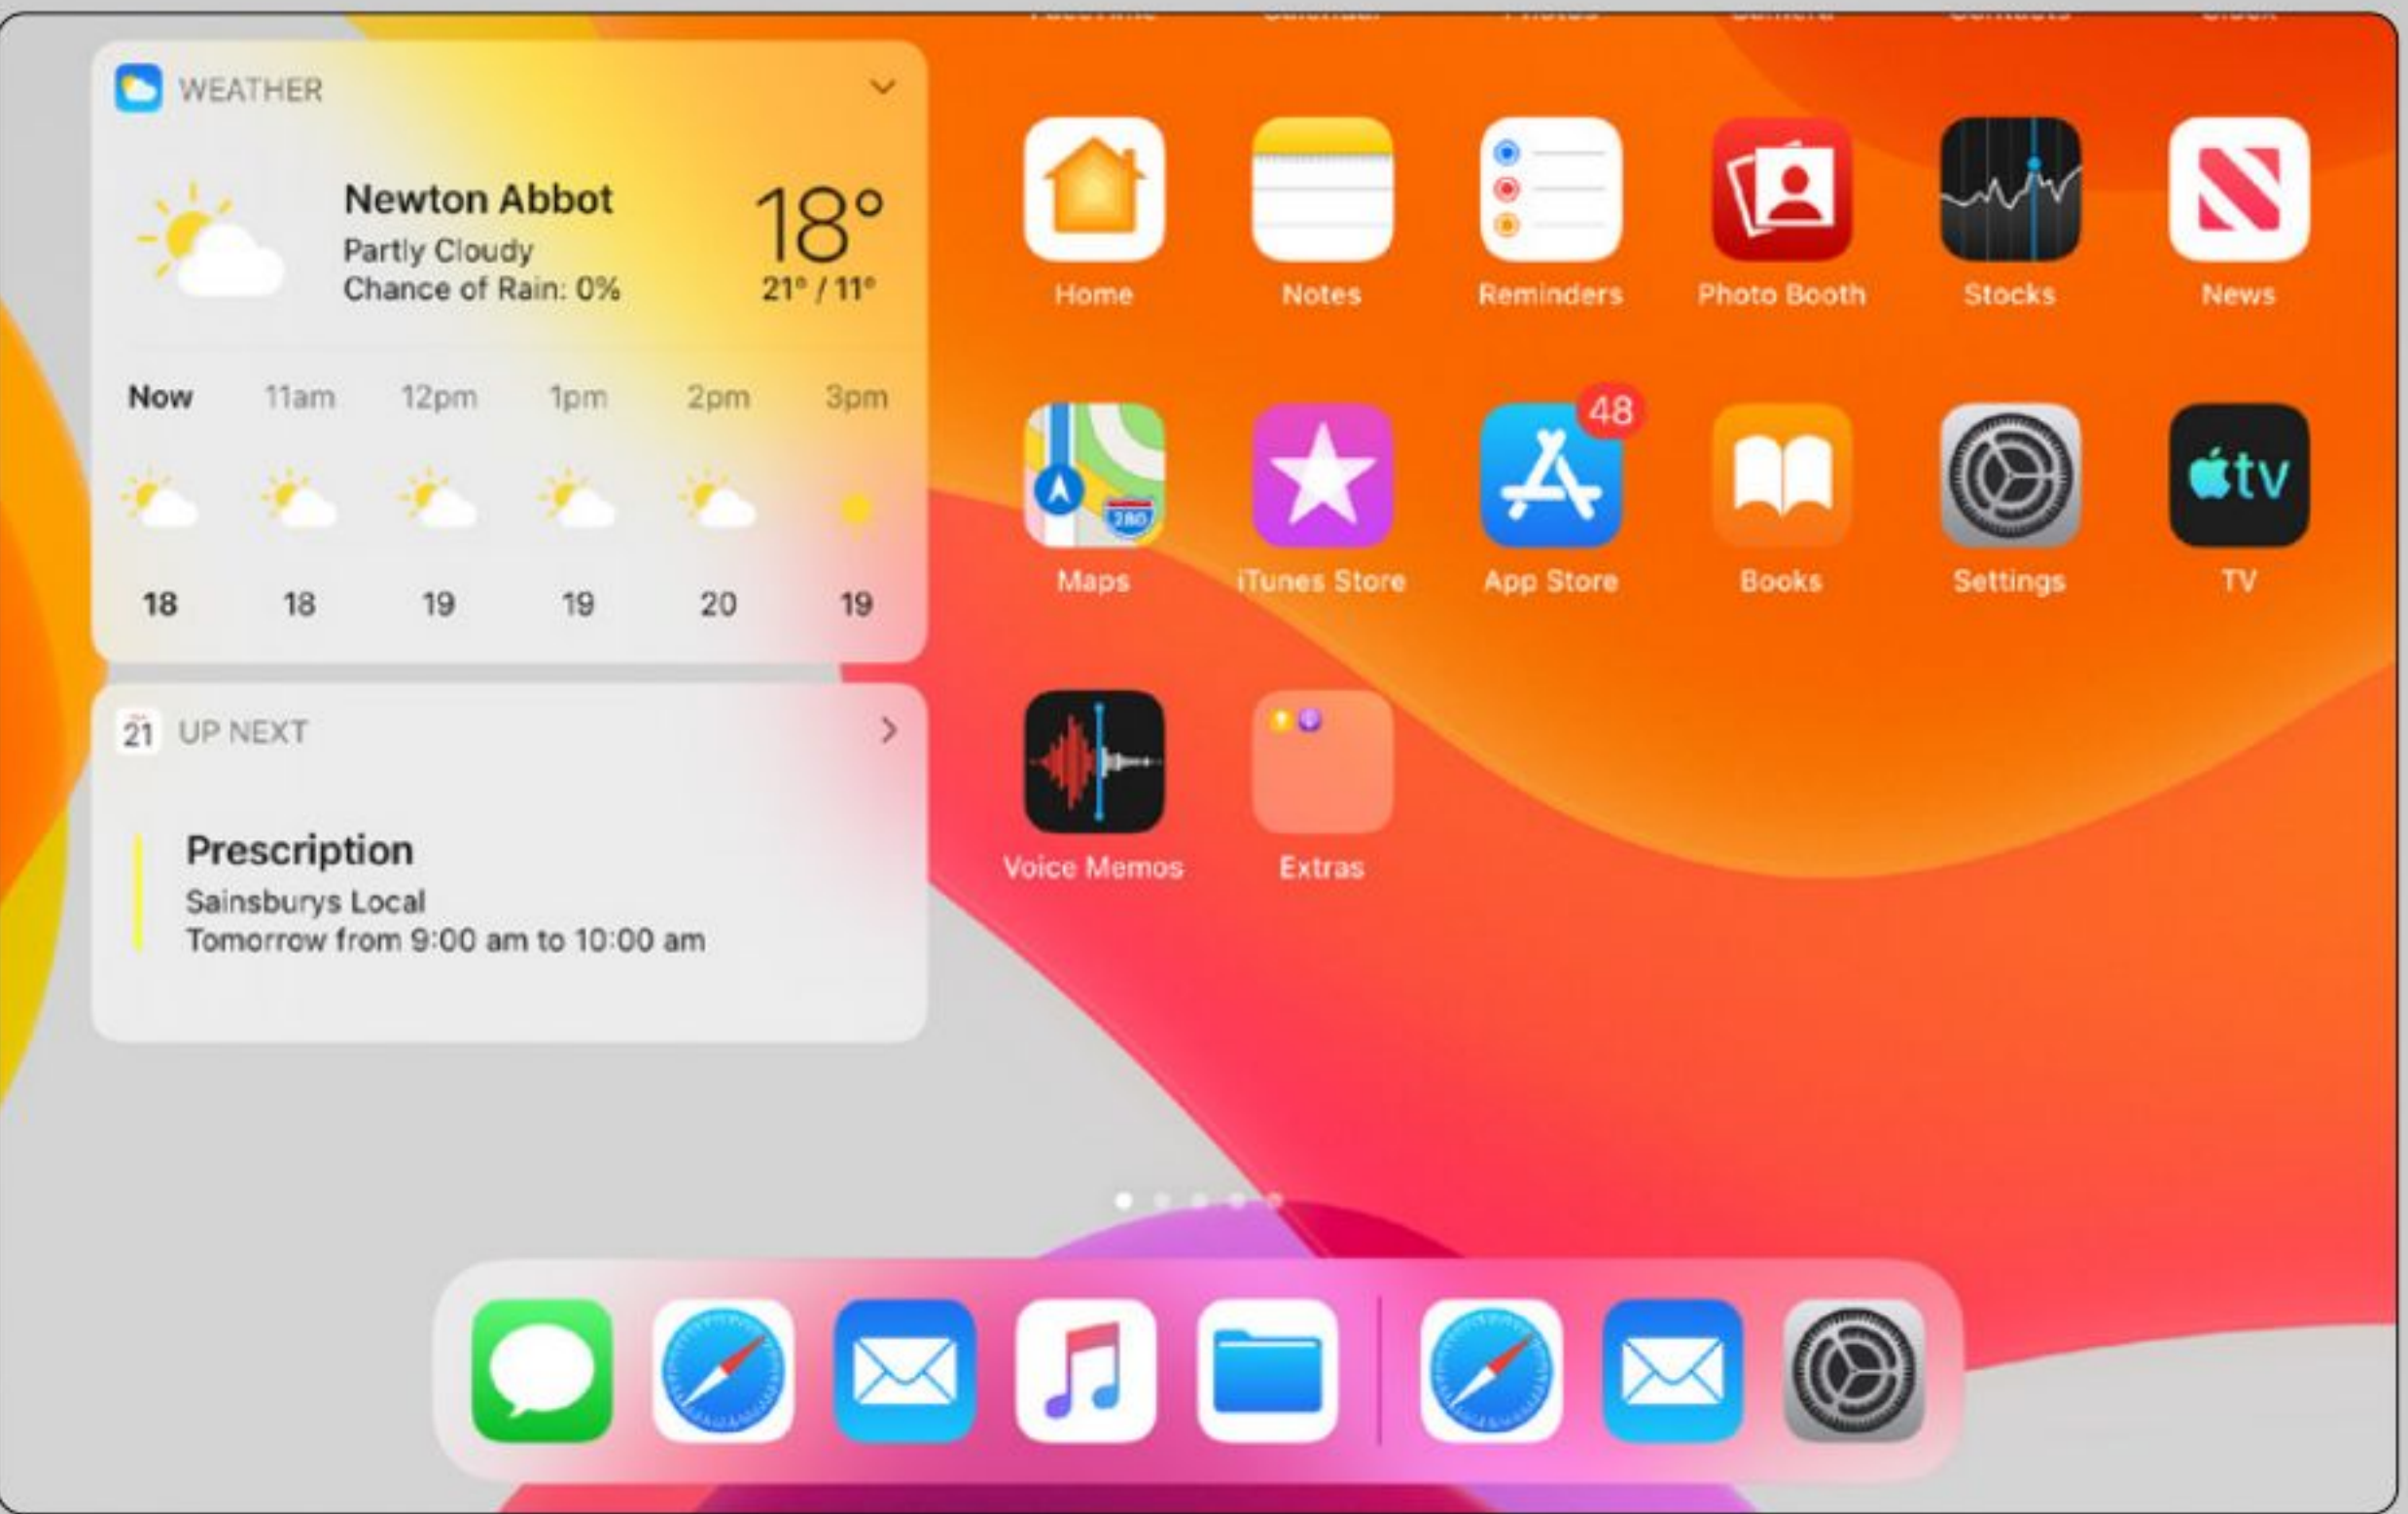 WEATHER
Newton Abbot
Partly Cloudy
Chance of Rain: 0%
18°
21° / 11°
Now 11am 12pm 1pm 2pm 3pm
18 18 19 19 20 19
21 UP NEXT
Prescription
Sainsburys Local
Tomorrow from 9:00 am to 10:00 am
Home Notes Reminders Photo Booth Stocks News
280
48
tv
Maps iTunes Store App Store Books Settings TV
Voice Memos Extras